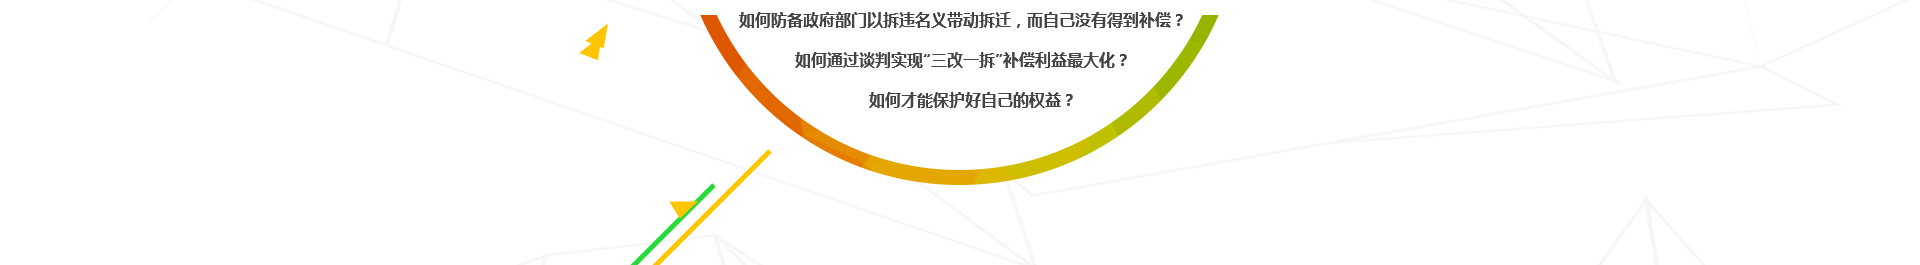 如何防备政府部门以拆违名义带动拆迁，而自己没有得到补偿？
如何通过谈判实现“三改一拆”补偿利益最大化？
如何才能保护好自己的权益？